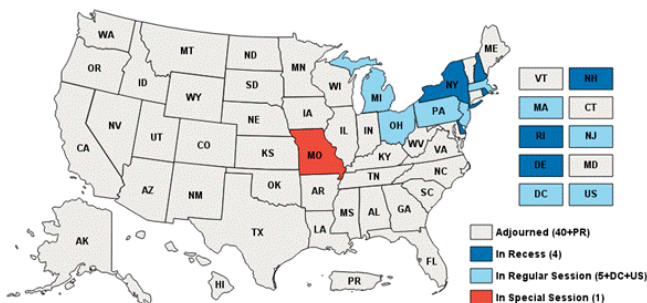 WA
OR
CA
NV
ID
MT
WY
UT
AZ
CO
NM
ND
SD
NE
KS
OK
TX
MN
IA
MO
AR
LA
WI
IL
MI
IN
OH
KY
TN
MS
AL
GA
FL
SC
NC
VA
WV
PA
NY
ME
AK
HI
PR
VT NH
MA CT
RI NJ
DE MD
DC US
Adjourned (40+PR)
In Recess (4)
In Regular Session (5+DC+US)
In Special Session (1)